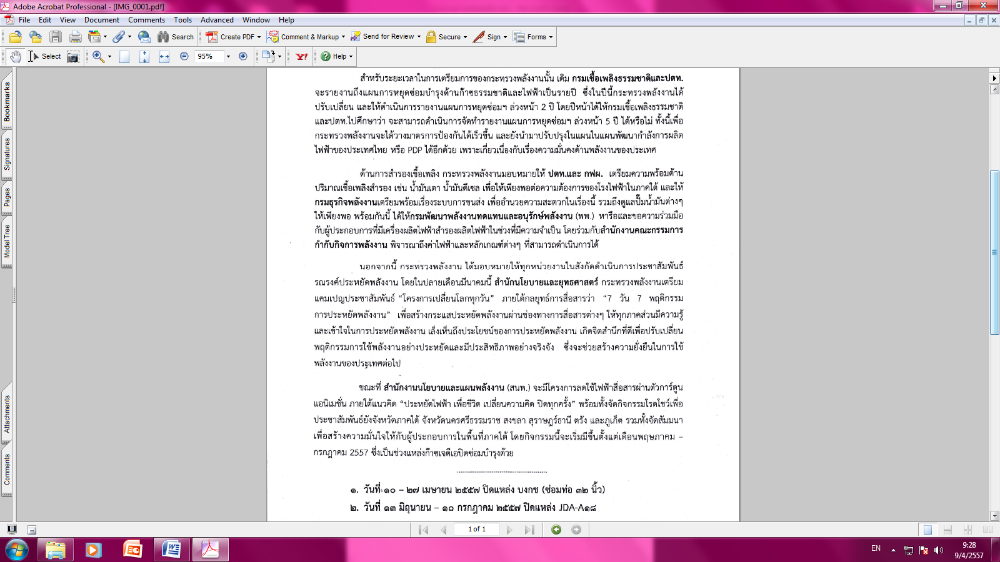 Adobe Acrobat Professional - [IMG_0001.pdf]
File Edit View Document Comments Tools Advanced Window Help
Search Create PDF Comment & Markup Send for Review Secure Sign Forms
Select 95% Y! Help
Bookmarks
Signatures
Pages
Model Tree
Attachments
Comments
สำหรับระยะเวลาในการเตรียมการของกระทรวงพลังงานนั้น เดิม กรมเชื้อเพลิงธรรมชาติและปตท.
จะรายงานถึงแผนการหยุดซ่อมบำรุงด้านก๊าซธรรมชาติและไฟฟ้าเป็นรายปี ซึ่งในปีนี้กระทรวงพลังงานได้
ปรับเปลี่ยน และให้ดำเนินการรายงานแผนการหยุดซ่อมฯ ล่วงหน้า 2 ปี โดยปีหน้าได้ให้กรมเชื้อเพลิงธรรมชาติ
และปตท.ไปศึกษาว่า จะสามารถดำเนินการจัดทำรายงานแผนการหยุดซ่อมฯ ล่วงหน้า 5 ปี ได้หรือไม่ ทั้งนี้เพื่อ
กระทรวงพลังงานจะได้วางมาตรการป้องกันได้เร็วขึ้น และยังนำมาปรับปรุงในแผนในแผนพัฒนากำลังการผลิต
ไฟฟ้าของประเทศไทย หรือ PDP ได้อีกด้วย เพราะเกี่ยวเนื่องกับเรื่องความมั่นคงด้านพลังงานของประเทศ
ด้านการสำรองเชื้อเพลิง กระทรวงพลังงานมอบหมายให้ ปตท.และ กฟผ. เตรียมความพร้อมด้าน
ปริมาณเชื้อเพลิงสำรอง เช่น น้ำมันเตา น้ำมันดีเซล เพื่อให้เพียงพอต่อความต้องการของโรงไฟฟ้าในภาคใต้ และให้
กรมธุรกิจพลังงานเตรียมพร้อมเรื่องระบบการขนส่ง เพื่ออำนวยความสะดวกในเรื่องนี้ รวมถึงดูแลปั๊มน้ำมันต่างๆ
ให้เพียงพอ พร้อมกันนี้ ได้ให้กรมพัฒนาพลังงานทดแทนและอนุรักษ์พลังงาน (พพ.) หารือและขอความร่วมมือ
กับผู้ประกอบการที่มีเครื่องผลิตไฟฟ้าสำรองผลิตไฟฟ้าในช่วงที่มีความจำเป็น โดยร่วมกับสำนักงานคณะกรรมการ
กำกับกิจการพลังงาน พิจารณาถึงค่าไฟฟ้าและหลักเกณฑ์ต่างๆ ที่สามารถดำเนินการได้
นอกจากนี้ กระทรวงพลังงาน ได้มอบหมายให้ทุกหน่วยงานในสังกัดดำเนินการประชาสัมพันธ์
รณรงค์ประหยัดพลังงาน โดยในปลายเดือนมีนาคมนี้ สำนักนโยบายและยุทธศาสตร์ กระทรวงพลังงานเตรียม
แคมเปญประชาสัมพันธ์ “โครงการเปลี่ยนโลกทุกวัน” ภายใต้กลยุทธ์การสื่อสารว่า “7 วัน 7 พฤติกรรม
การประหยัดพลังงาน” เพื่อสร้างกระแสประหยัดพลังงานผ่านช่องทางการสื่อสารต่างๆ ให้ทุกภาคส่วนมีความรู้
และเข้าใจในการประหยัดพลังงาน เล็งเห็นถึงประโยชน์ของการประหยัดพลังงาน เกิดจิตสำนึกที่ดีเพื่อปรับเปลี่ยน
พฤติกรรมการใช้พลังงานอย่างประหยัดและมีประสิทธิภาพอย่างจริงจัง ซึ่งจะช่วยสร้างความยั่งยืนในการใช้
พลังงานของประเทศต่อไป
ขณะที่ สำนักงานนโยบายและแผนพลังงาน (สนพ.) จะมีโครงการลดใช้ไฟฟ้าสื่อสารผ่านตัวการ์ตูน
แอนิเมชั่น ภายใต้แนวคิด “ประหยัดไฟฟ้า เพื่อชีวิต เปลี่ยนความคิด ปิดทุกครั้ง” พร้อมทั้งจัดกิจกรรมโรดโชว์เพื่อ
ประชาสัมพันธ์ยังจังหวัดภาคใต้ จังหวัดนครศรีธรรมราช สงขลา สุราษฎร์ธานี ตรัง และภูเก็ต รวมทั้งจัดสัมมนา
เพื่อสร้างความมั่นใจให้กับผู้ประกอบการในพื้นที่ภาคใต้ โดยกิจกรรมนี้จะเริ่มมีขึ้นตั้งแต่เดือนพฤษภาคม –
กรกฎาคม 2557 ซึ่งเป็นช่วงแหล่งก๊าซเจดีเอปิดซ่อมบำรุงด้วย
............................................
๑. วันที่ ๑๐ – ๒๗ เมษายน ๒๕๕๗ ปิดแหล่ง บงกช (ซ่อมท่อ ๓๒ นิ้ว)
๒. วันที่ ๑๓ มิถุนายน – ๑๐ กรกฎาคม ๒๕๕๗ ปิดแหล่ง JDA-A๑๘
1 of 1
EN
9:28
9/4/2557